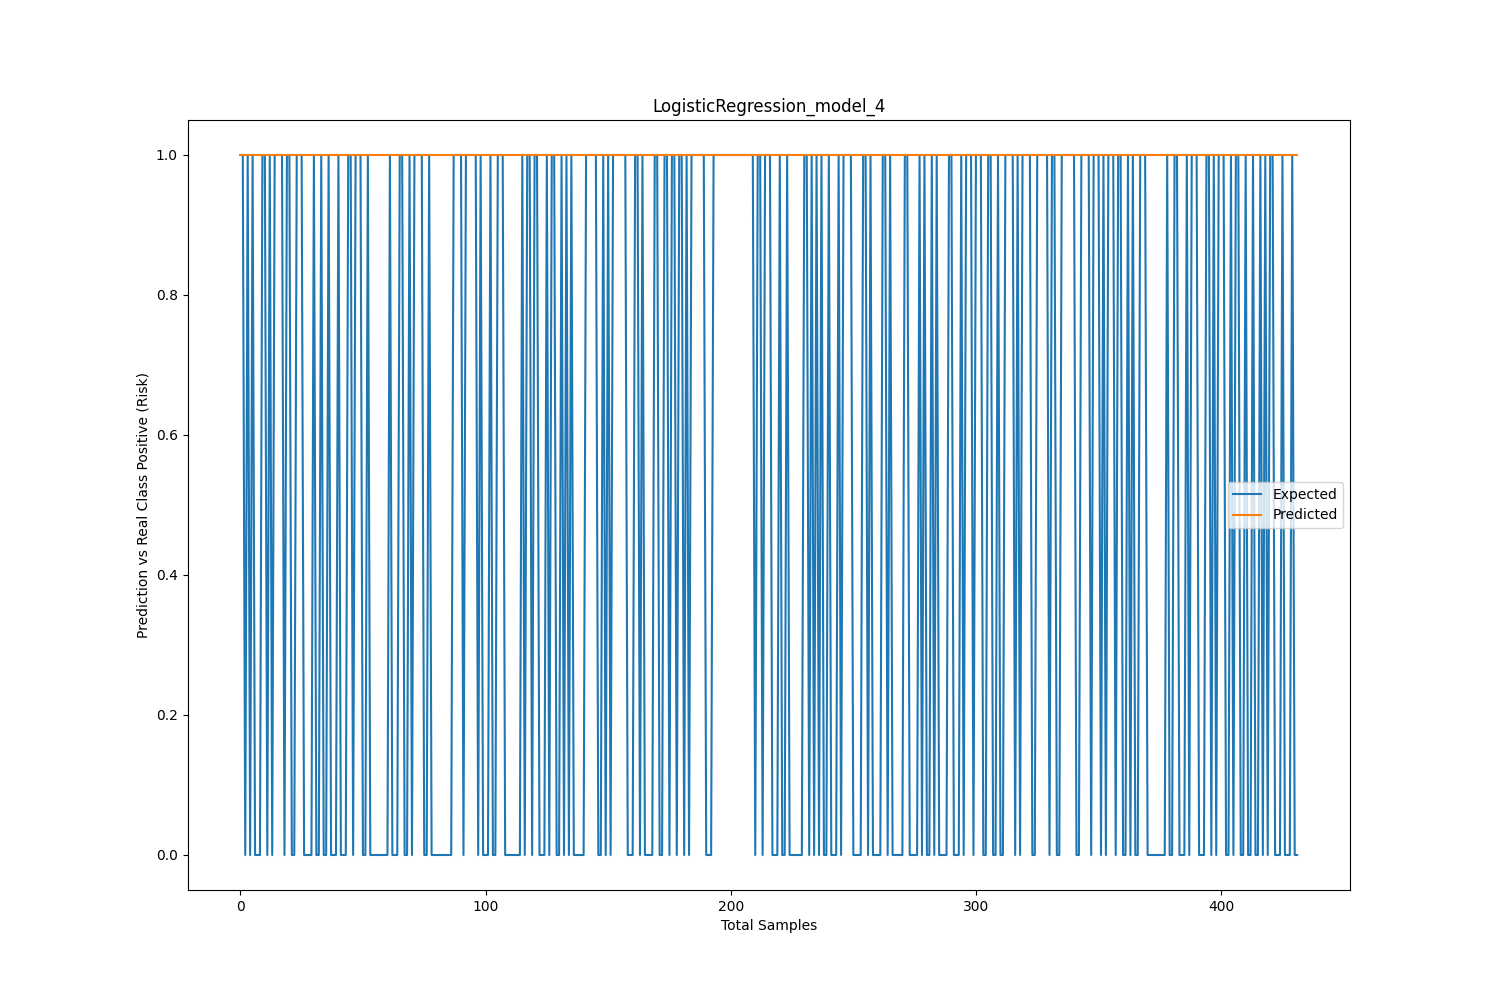 LogisticRegression_model_4
Prediction vs Real Class Positive (Risk)
1.0
0.8
0.6
0.4
0.2
0.0
Expected
Predicted
0 100 200 300 400
Total Samples